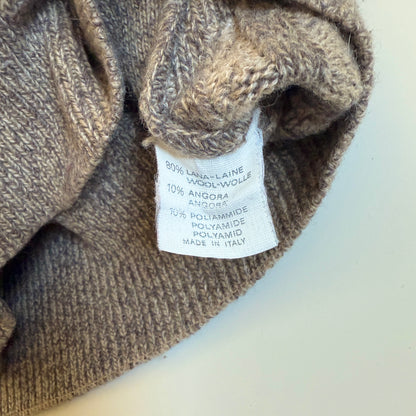 80% LANA-LAINE
WOOL-WOLLE
10% ANGORA
ANGORA
10% POLIAMMIDE
POLYAMIDE
POLYAMID
MADE IN ITALY